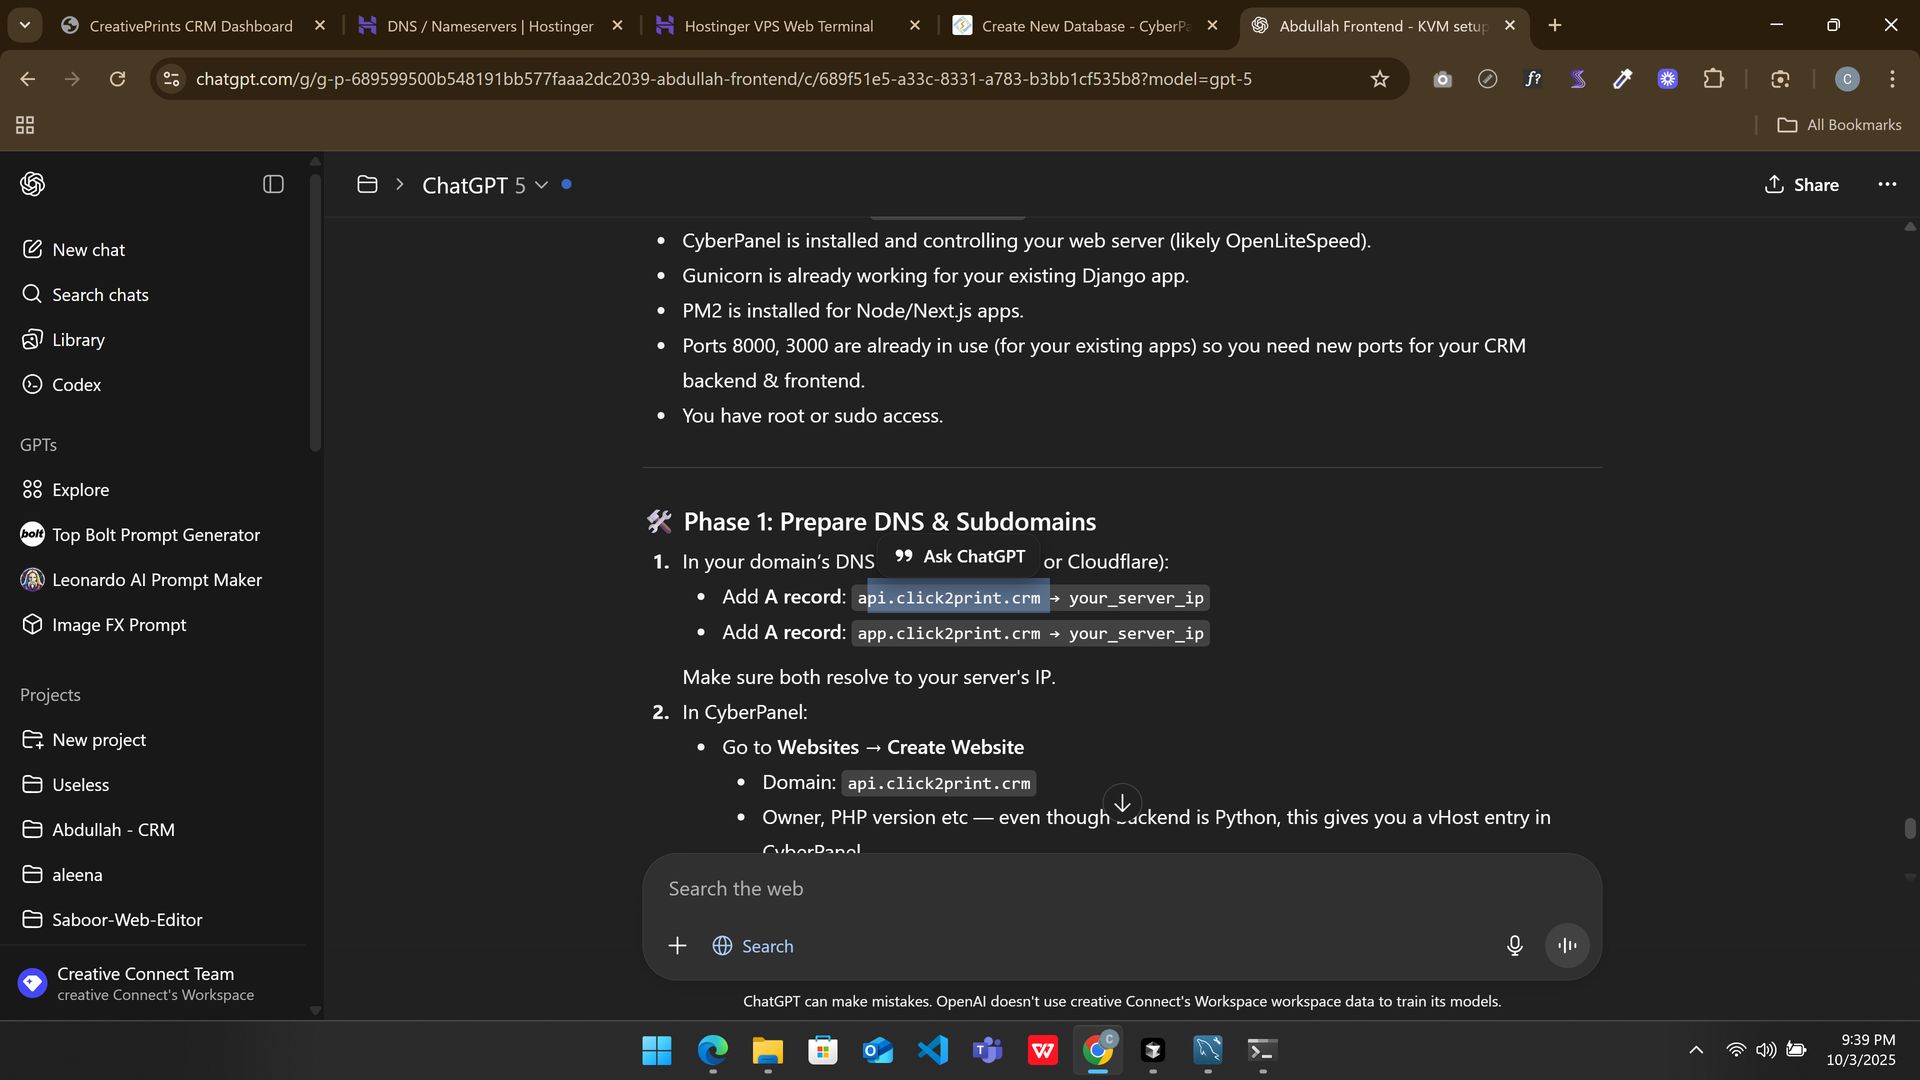 CreativePrints CRM Dashboard
DNS / Nameservers | Hostinger
Hostinger VPS Web Terminal
Create New Database - CyberPa
Abdullah Frontend - KVM setup
chatgpt.com/g/g-p-689599500b548191bb577faaa2dc2039-abdullah-frontend/c/689f51e5-a33c-8331-a783-b3bb1cf535b8?model=gpt-5
f?
C
All Bookmarks
New chat
Search chats
Library
Codex
GPTs
Explore
bolt Top Bolt Prompt Generator
Leonardo AI Prompt Maker
Image FX Prompt
Projects
New project
Useless
Abdullah - CRM
aleena
Saboor-Web-Editor
Creative Connect Team
creative Connect's Workspace
ChatGPT 5
Share
• CyberPanel is installed and controlling your web server (likely OpenLiteSpeed).
• Gunicorn is already working for your existing Django app.
• PM2 is installed for Node/Next.js apps.
• Ports 8000, 3000 are already in use (for your existing apps) so you need new ports for your CRM
backend & frontend.
• You have root or sudo access.
🛠 Phase 1: Prepare DNS & Subdomains
1. In your domain's DNS or Cloudflare):
Ask ChatGPT
• Add A record: api.click2print.crm → your_server_ip
• Add A record: app.click2print.crm → your_server_ip
Make sure both resolve to your server's IP.
2. In CyberPanel:
• Go to Websites → Create Website
• Domain: api.click2print.crm
• Owner, PHP version etc — even though backend is Python, this gives you a vHost entry in
CyberPanel
Search the web
Search
ChatGPT can make mistakes. OpenAI doesn't use creative Connect's Workspace workspace data to train its models.
C
9:39 PM
10/3/2025